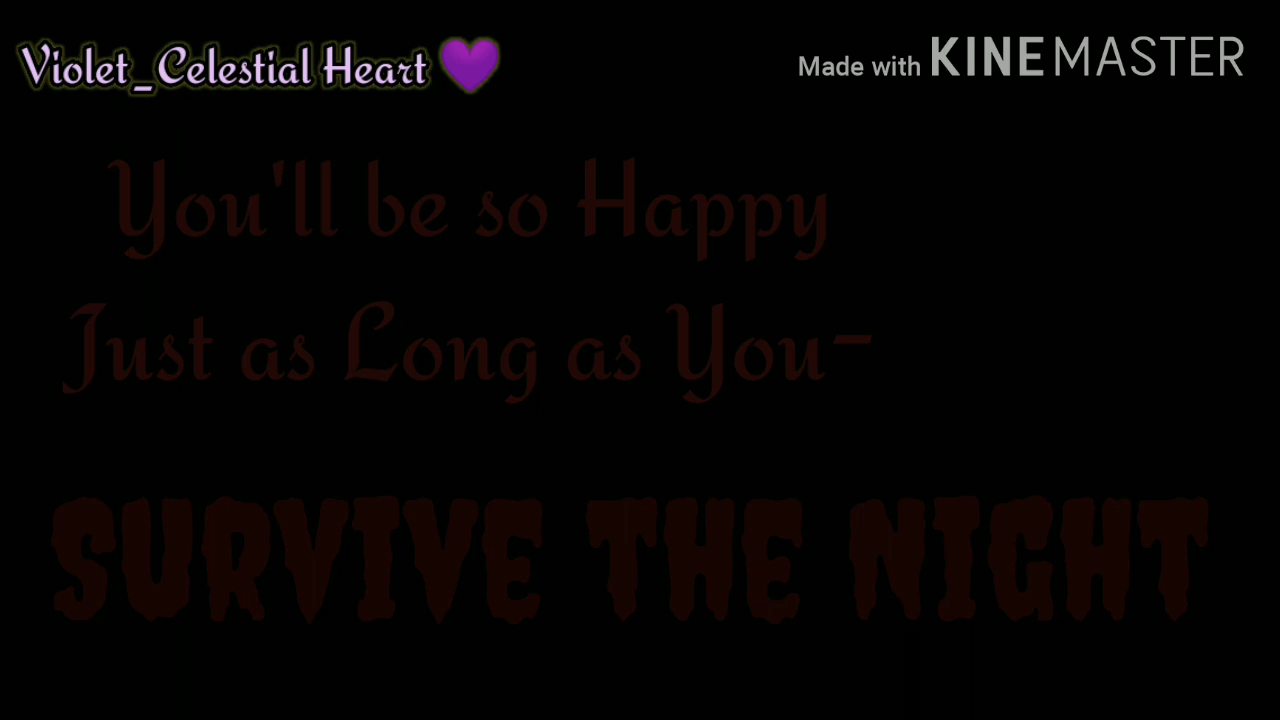 Violet_Celestial Heart 💜
Made with KINEMASTER
You'll be so Happy
Just as Long as You-
SURVIVE THE NIGHT